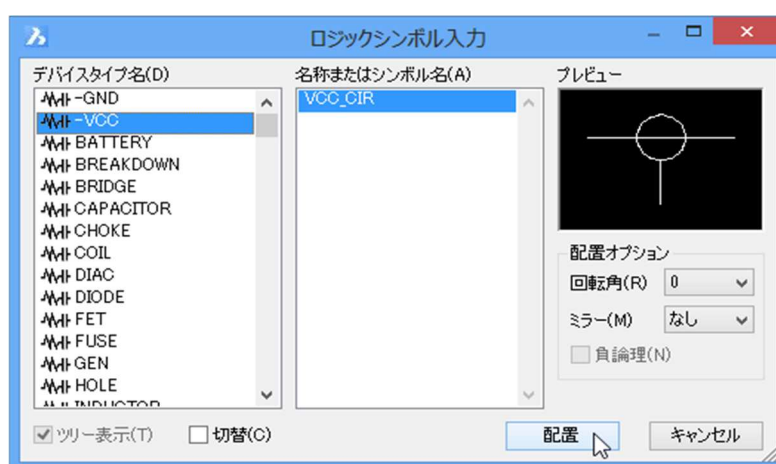 ロジックシンボル入力
デバイスタイプ名(D)
-GND
-VCC
BATTERY
BREAKDOWN
BRIDGE
CAPACITOR
CHOKE
COIL
DIAC
DIODE
FET
FUSE
GEN
HOLE
INDUCTOR
名称またはシンボル名(A)
VCC_CIR
プレビュー
配置オプション
回転角(R) 0
ミラー(M) なし
負論理(N)
ツリー表示(T) 切替(C)
配置 キャンセル